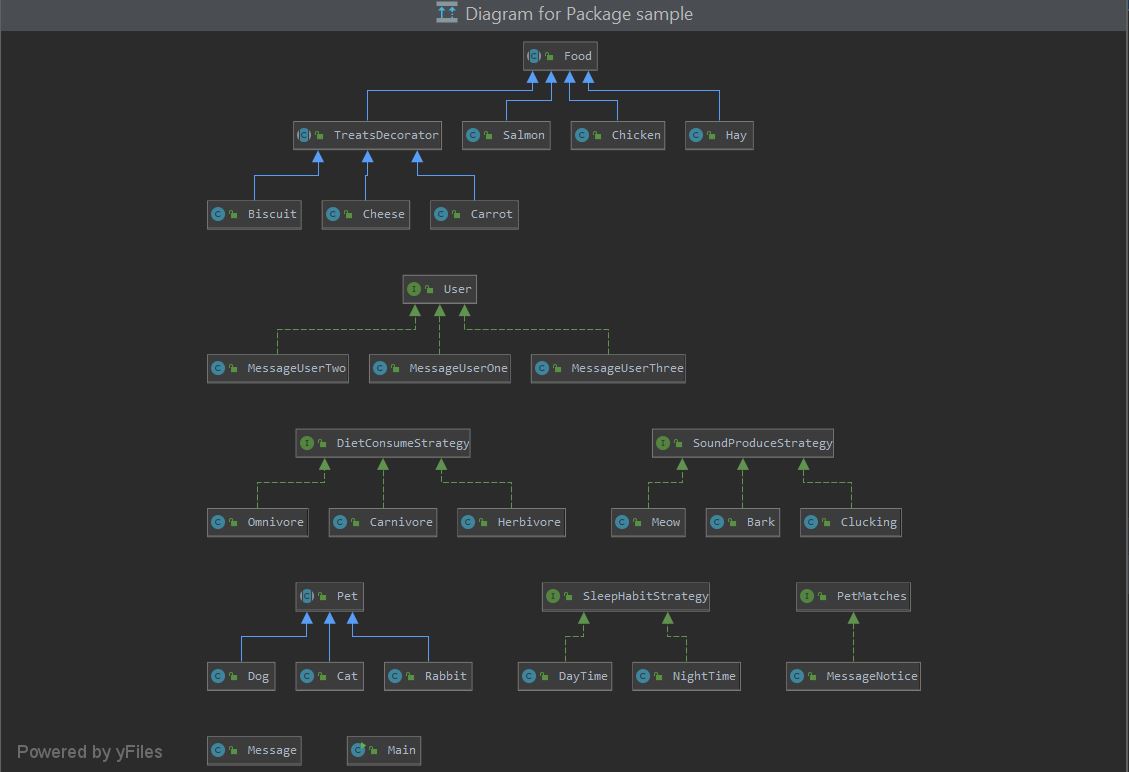 Diagram for Package sample
Food
TreatsDecorator Salmon Chicken Hay
Biscuit Cheese Carrot
User
MessageUserTwo MessageUserOne MessageUserThree
DietConsumeStrategy SoundProduceStrategy
Omnivore Carnivore Herbivore Meow Bark Clucking
Pet SleepHabitStrategy PetMatches
Dog Cat Rabbit DayTime NightTime MessageNotice
Message Main
Powered by yFiles